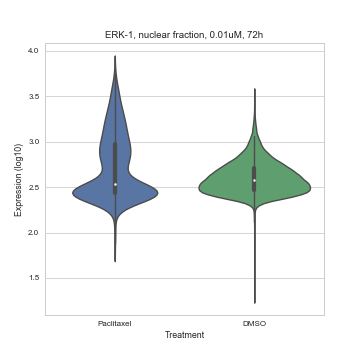 ERK-1, nuclear fraction, 0.01uM, 72h
4.0
3.5
3.0
2.5
2.0
1.5
Expression (log10)
Paclitaxel
DMSO
Treatment